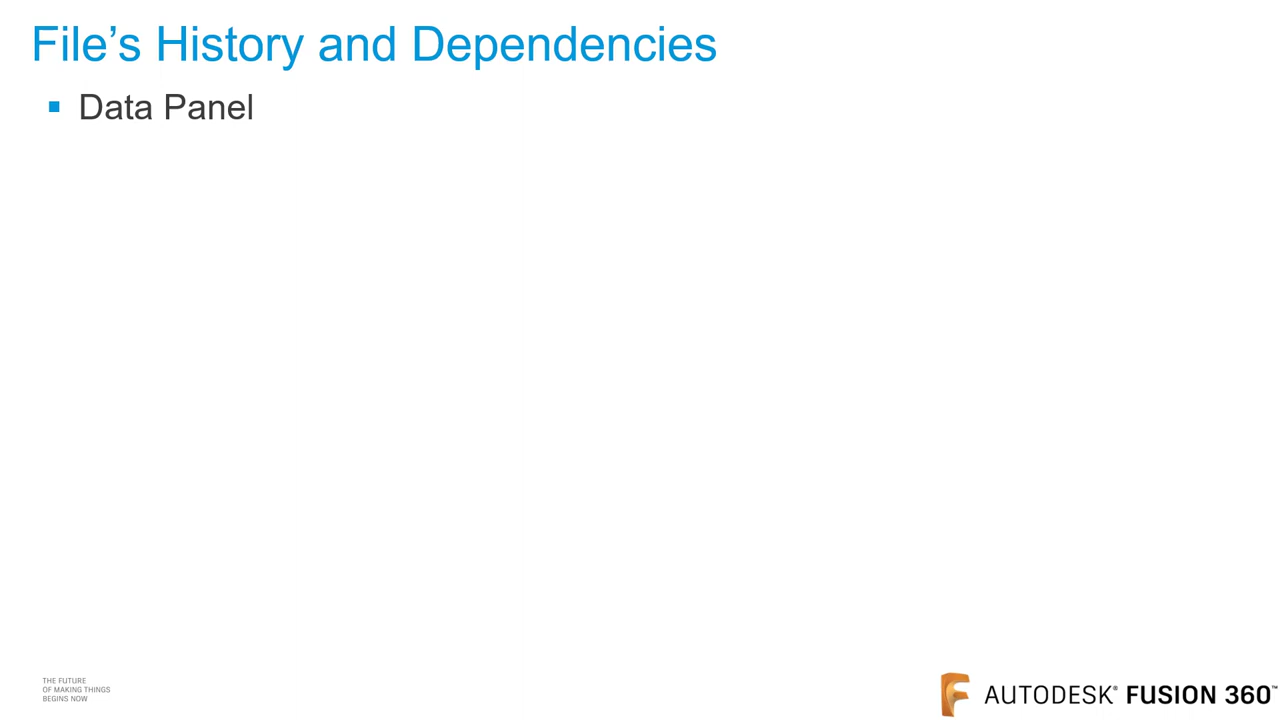 File’s History and Dependencies
▪ Data Panel
THE FUTURE
OF MAKING THINGS
BEGINS NOW
AUTODESK® FUSION 360™